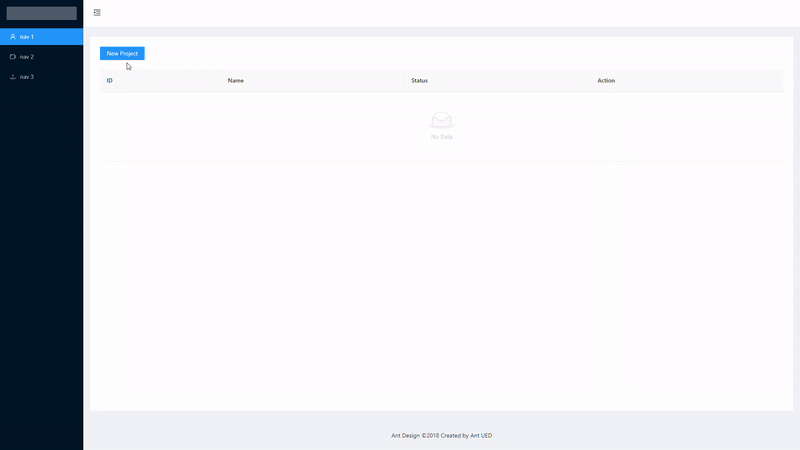 nav 1
nav 2
nav 3
New Project
ID Name Status Action
No Data
Ant Design ©2018 Created by Ant UED